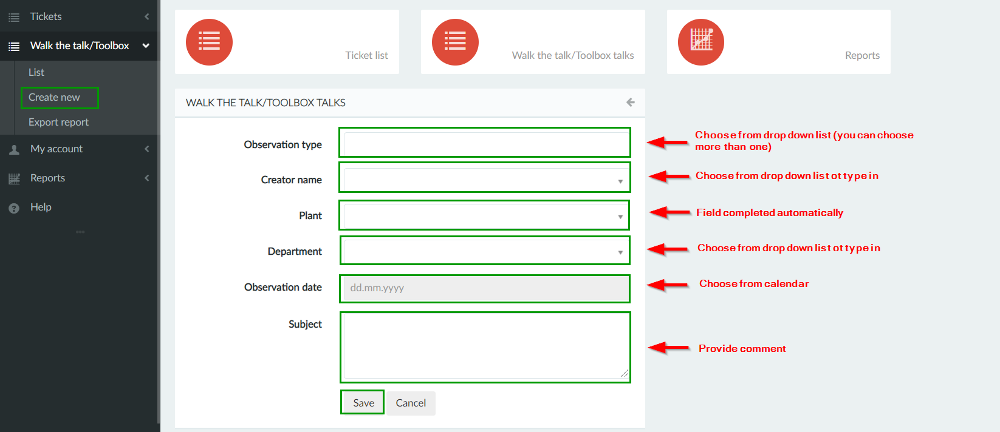 Tickets
Walk the talk/Toolbox
List
Create new
Export report
My account
Reports
Help
Ticket list
Walk the talk/Toolbox talks
Reports
WALK THE TALK/TOOLBOX TALKS
Observation type
Choose from drop down list (you can choose
more than one)
Creator name
Choose from drop down list ot type in
Plant
Field completed automatically
Department
Choose from drop down list ot type in
Observation date
dd.mm.yyyy
Choose from calendar
Subject
Provide comment
Save
Cancel